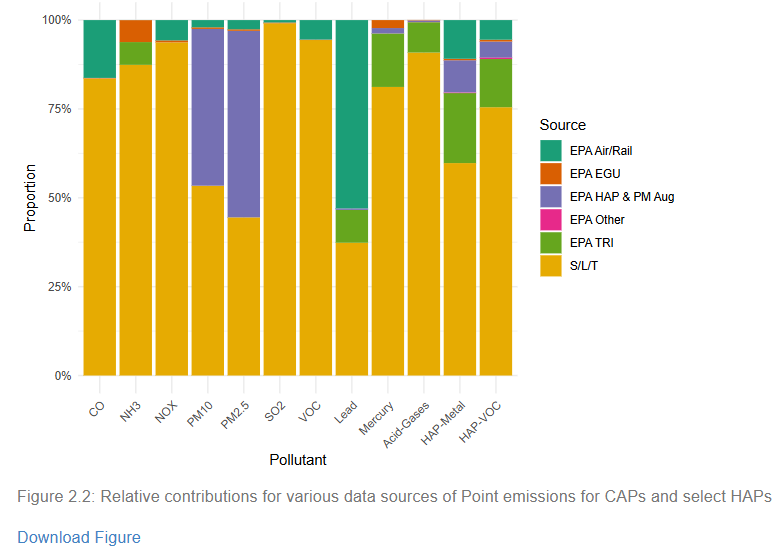 100%
75%
50%
25%
0%
Proportion
CO
NH3
NOX
PM10
PM2.5
SO2
VOC
Lead
Mercury
Acid-Gases
HAP-Metal
HAP-VOC
Pollutant
Source
EPA Air/Rail
EPA EGU
EPA HAP & PM Aug
EPA Other
EPA TRI
S/L/T
Figure 2.2: Relative contributions for various data sources of Point emissions for CAPs and select HAPs
Download Figure